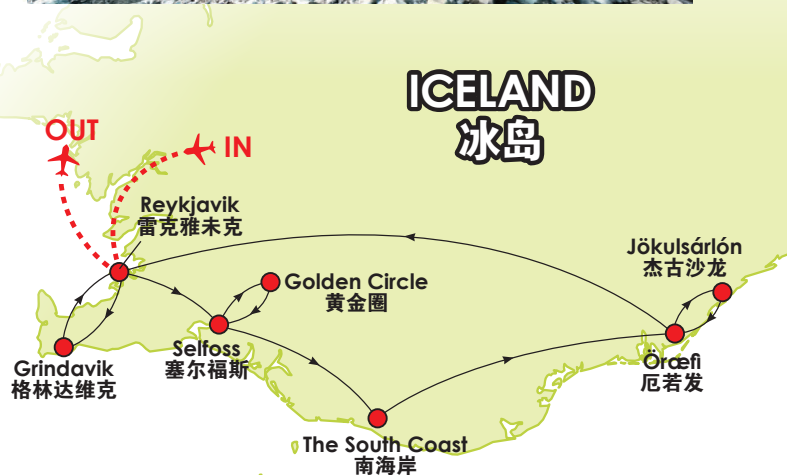 ICELAND
冰岛
OUT
IN
Reykjavik
雷克雅未克
Jökulsárlón
杰古沙龙
Golden Circle
黄金圈
Selfoss
塞尔福斯
Grindavik
格林达维克
Öræfi
厄若发
The South Coast
南海岸